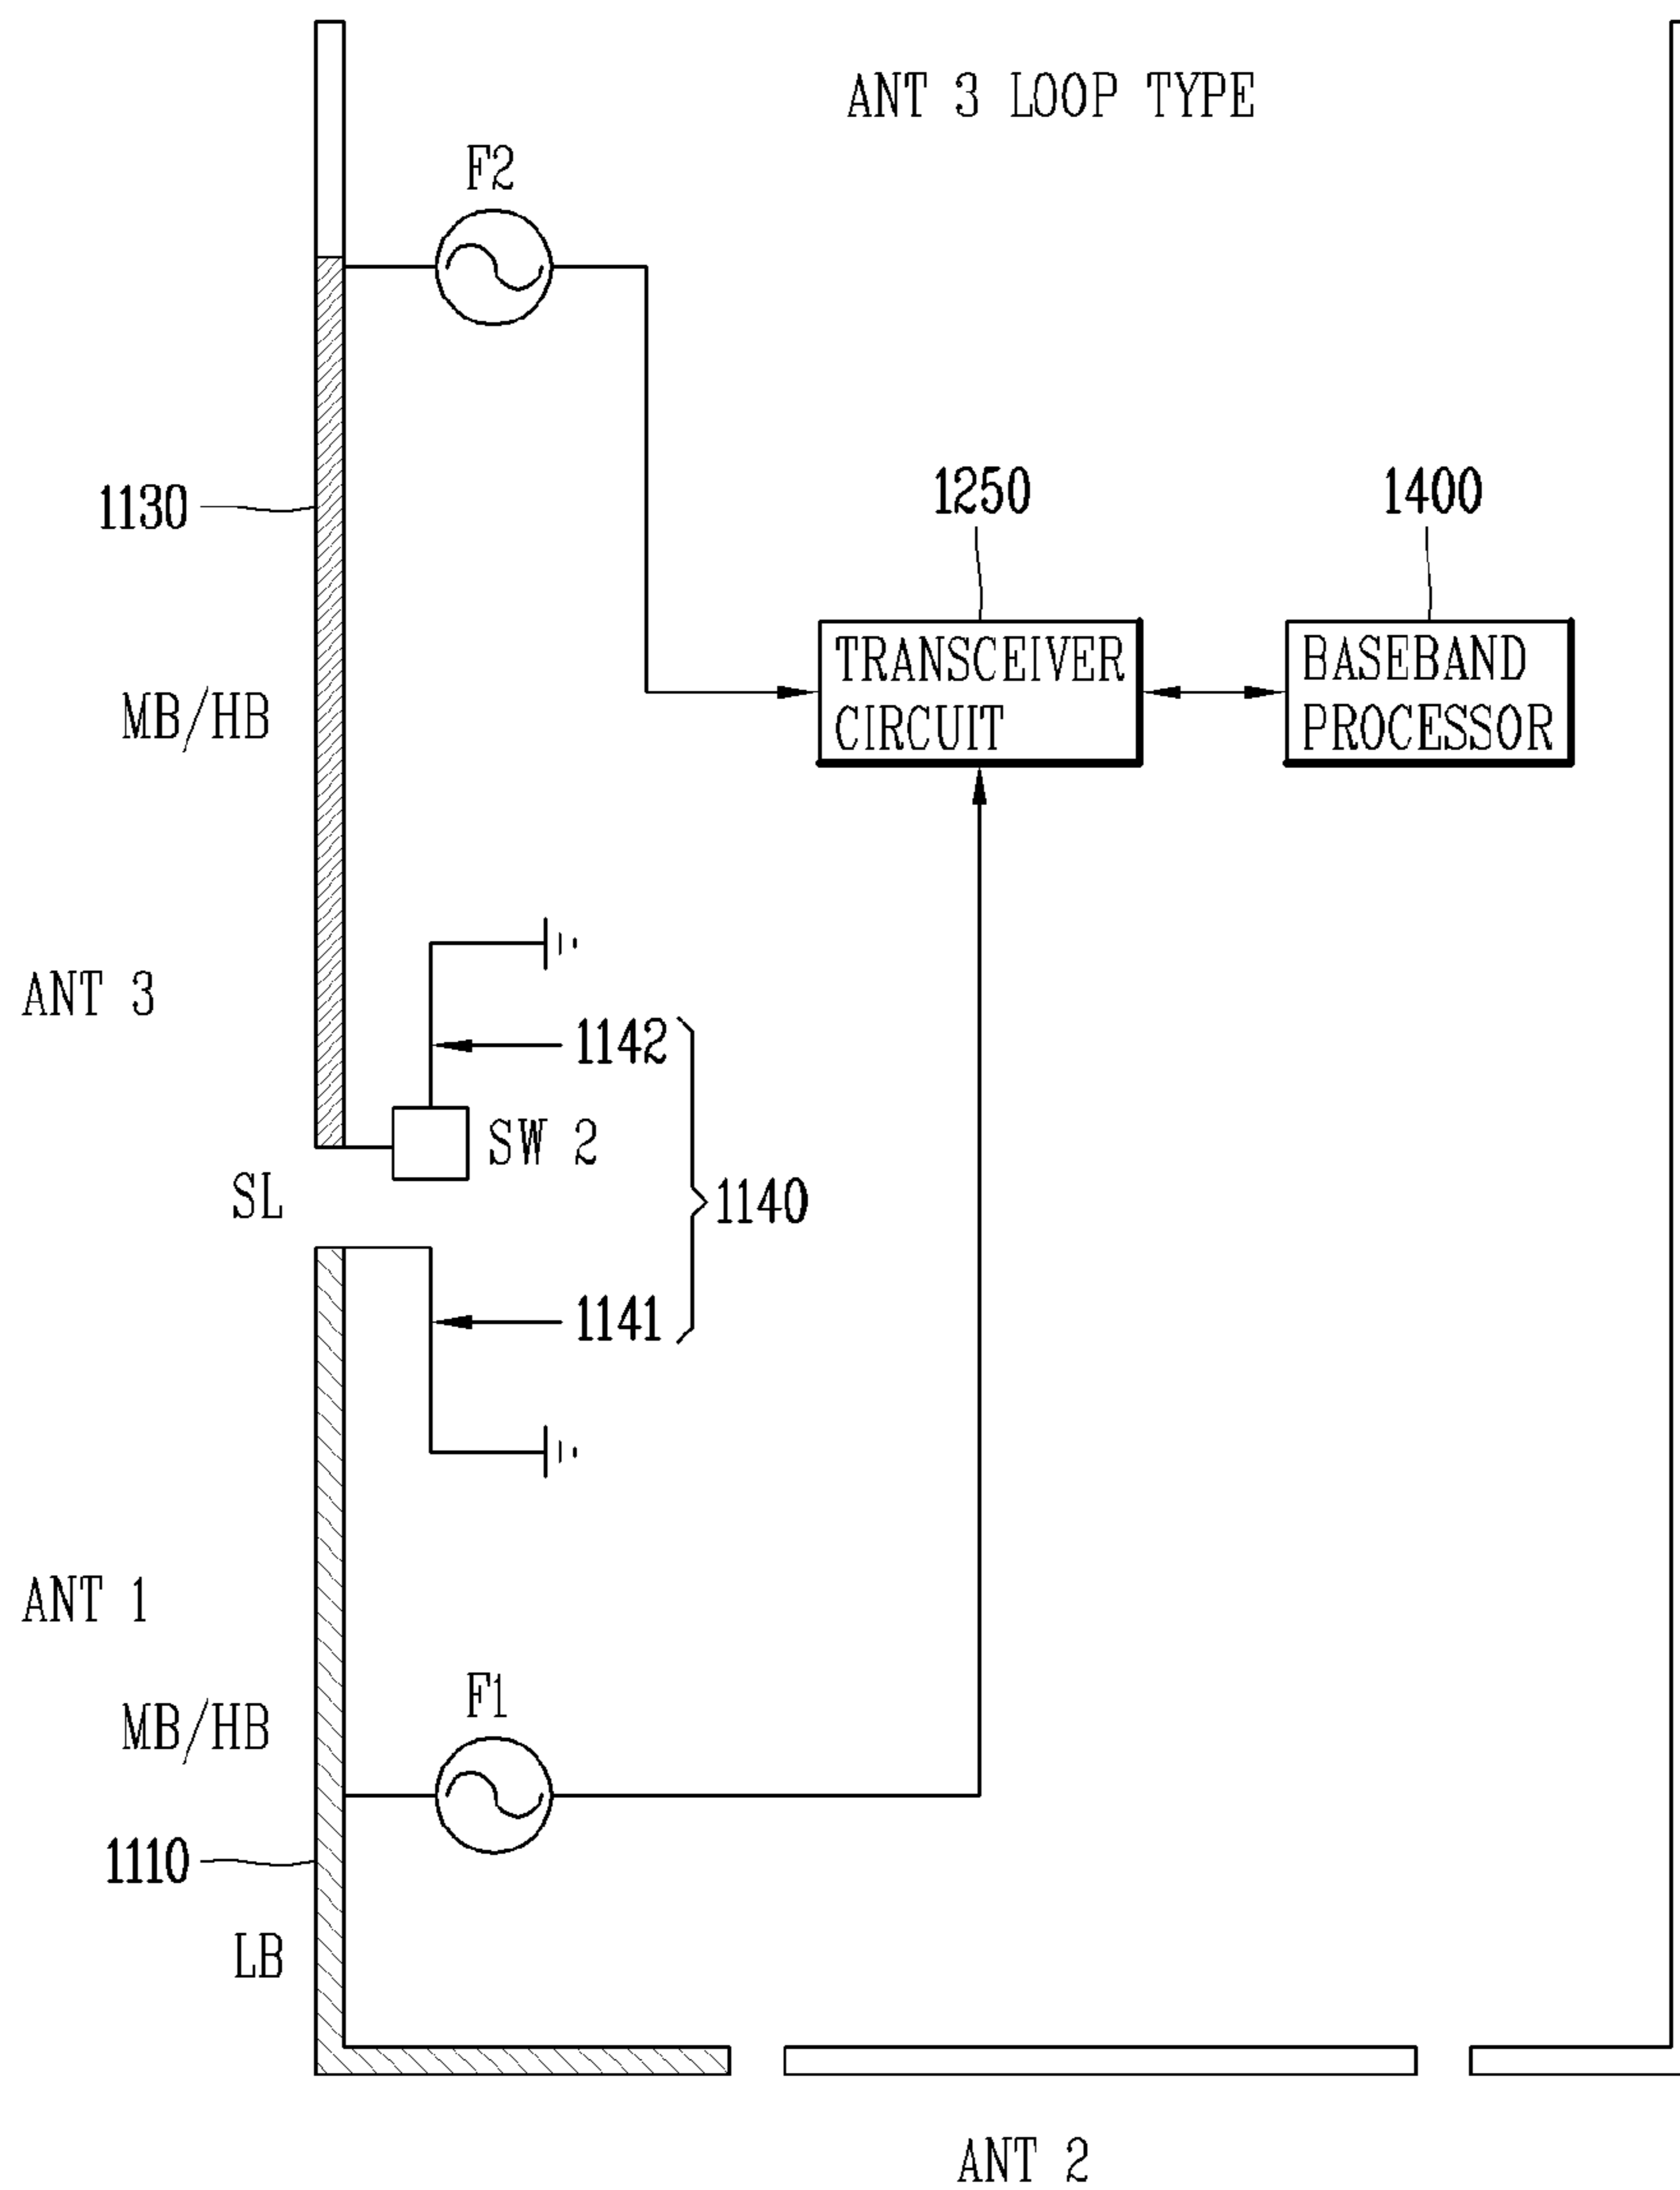 ANT 3 LOOP TYPE
F2
1130
1250
1400
TRANSCEIVER
CIRCUIT
BASEBAND
PROCESSOR
MB/HB
ANT 3
1142
SW 2
SL
1140
1141
ANT 1
F1
MB/HB
1110
LB
ANT 2